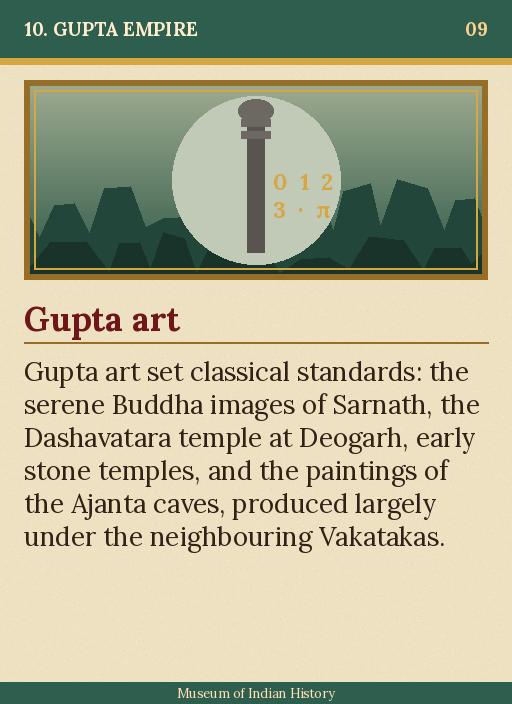 10. GUPTA EMPIRE
09
0 1 2
3 · π
Gupta art
Gupta art set classical standards: the
serene Buddha images of Sarnath, the
Dashavatara temple at Deogarh, early
stone temples, and the paintings of
the Ajanta caves, produced largely
under the neighbouring Vakatakas.
Museum of Indian History